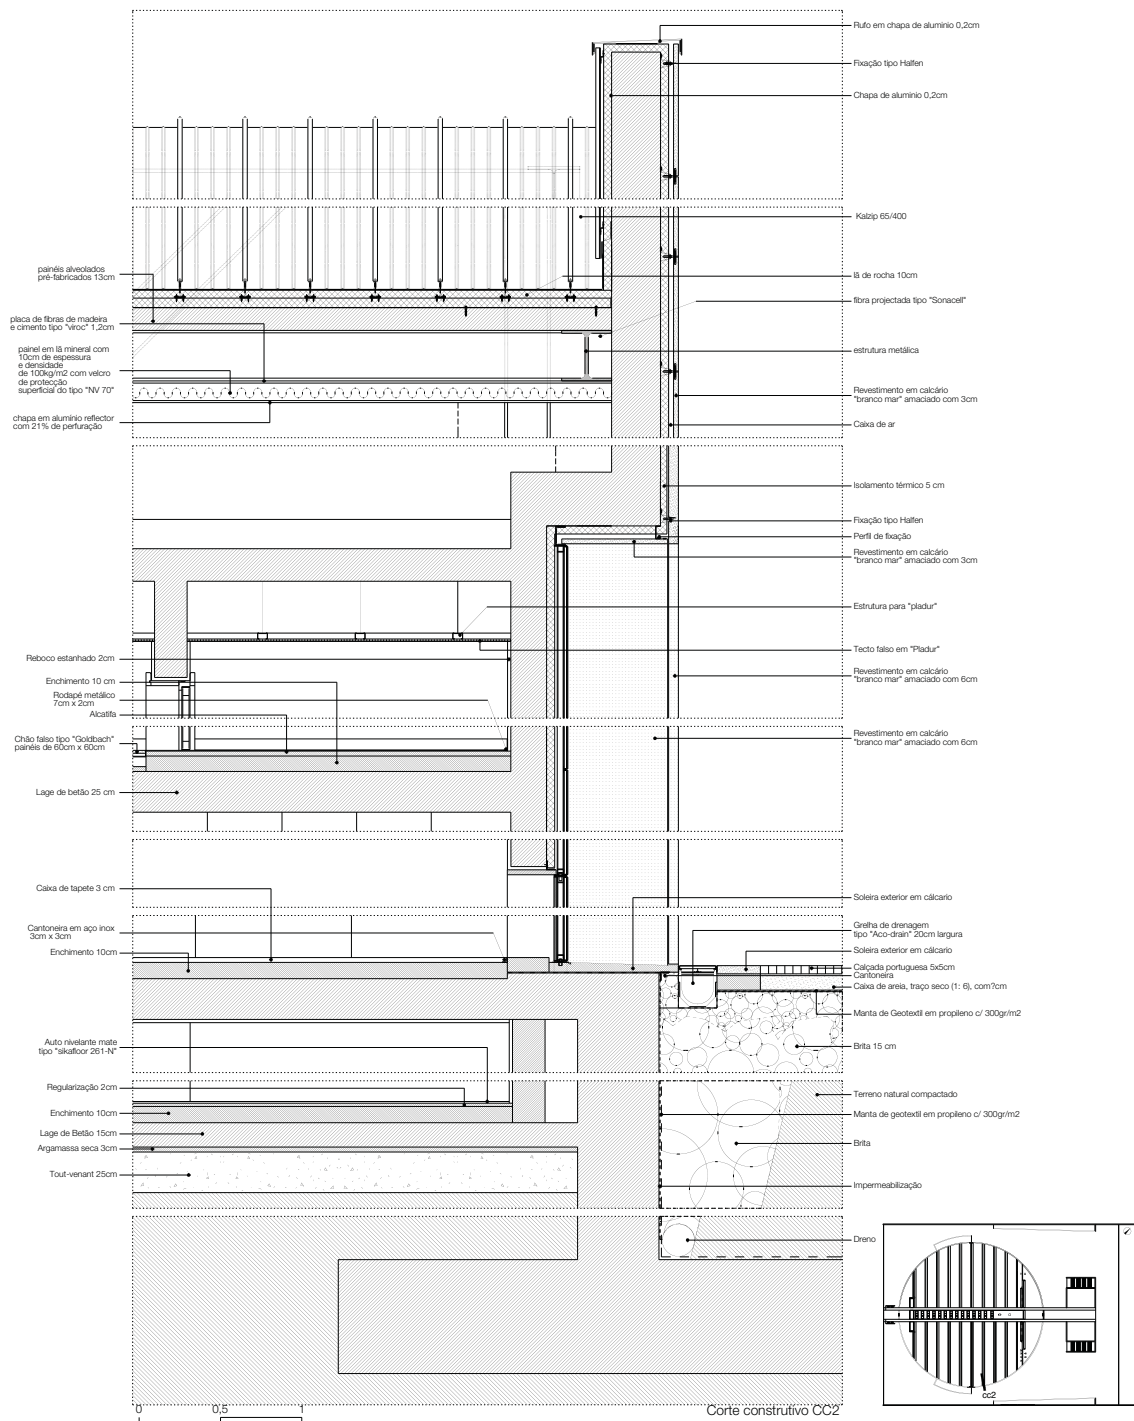 Rufo em chapa de aluminio 0,2cm
Fixação tipo Halfen
Chapa de aluminio 0,2cm
Kalzip 65/400
lã de rocha 10cm
fibra projectada tipo "Sonacell"
estrutura metálica
Revestimento em calcário
"branco mar" amaciado com 3cm
Caixa de ar
Isolamento térmico 5 cm
Fixação tipo Halfen
Perfil de fixação
Revestimento em calcário
"branco mar" amaciado com 3cm
Estrutura para "pladur"
Tecto falso em "Pladur"
Revestimento em calcário
"branco mar" amaciado com 6cm
Revestimento em calcário
"branco mar" amaciado com 6cm
Soleira exterior em cálcario
Grelha de drenagem
tipo "Aco-drain" 20cm largura
Soleira exterior em cálcario
Calçada portuguesa 5x5cm
Cantoneira
Caixa de areia, traço seco (1: 6), com?cm
Manta de Geotextil em propileno c/ 300gr/m2
Brita 15 cm
Terreno natural compactado
Manta de geotextil em propileno c/ 300gr/m2
Brita
Impermeabilização
Dreno
painéis alveolados
pré-fabricados 13cm
placa de fibras de madeira
e cimento tipo "viroc" 1,2cm
painel em lã mineral com
10cm de espessura
e densidade
de 100kg/m2 com velcro
de protecção
superficial do tipo "NV 70"
chapa em alumínio reflector
com 21% de perfuração
Reboco estanhado 2cm
Enchimento 10 cm
Rodapé metálico
7cm x 2cm
Alcatifa
Chão falso tipo "Goldbach"
painéis de 60cm x 60cm
Lage de betão 25 cm
Caixa de tapete 3 cm
Cantoneira em aço inox
3cm x 3cm
Enchimento 10cm
Auto nivelante mate
tipo "sikafloor 261-N"
Regularização 2cm
Enchimento 10cm
Lage de Betão 15cm
Argamassa seca 3cm
Tout-venant 25cm
cc2
0 0,5 1
Corte construtivo CC2